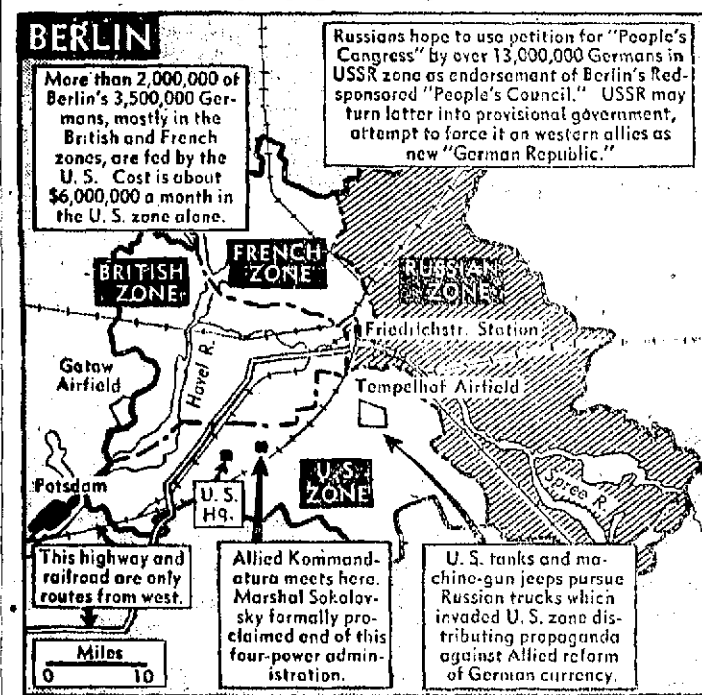 BERLIN
More than 2,000,000 of
Berlin's 3,500,000 Ger-
mans, mostly in the
British and French
zones, are fed by the
U. S. Cost is about
$6,000,000 a month in
the U. S. zone alone.
Russians hope to use petition for "People's
Congress" by over 13,000,000 Germans in
USSR zone as endorsement of Berlin's Red-
sponsored "People's Council." USSR may
turn latter into provisional government,
attempt to force it on western allies as
new "German Republic."
BRITISH
ZONE
FRENCH
ZONE
RUSSIAN
ZONE
Friedrichstr. Station
Gatow
Airfield
Havel R.
Tempelhof Airfield
Potsdam
U. S.
Hq.
U. S.
ZONE
Spree R.
This highway and
railroad are only
routes from west.
Allied Kommand-
atura meets here.
Marshal Sokolov-
sky formally pro-
claimed end of this
four-power admin-
istration.
U. S. tanks and ma-
chine-gun jeeps pursue
Russian trucks which
invaded U. S. zone dis-
tributing propaganda
against Allied reform
of German currency.
Miles
0 10